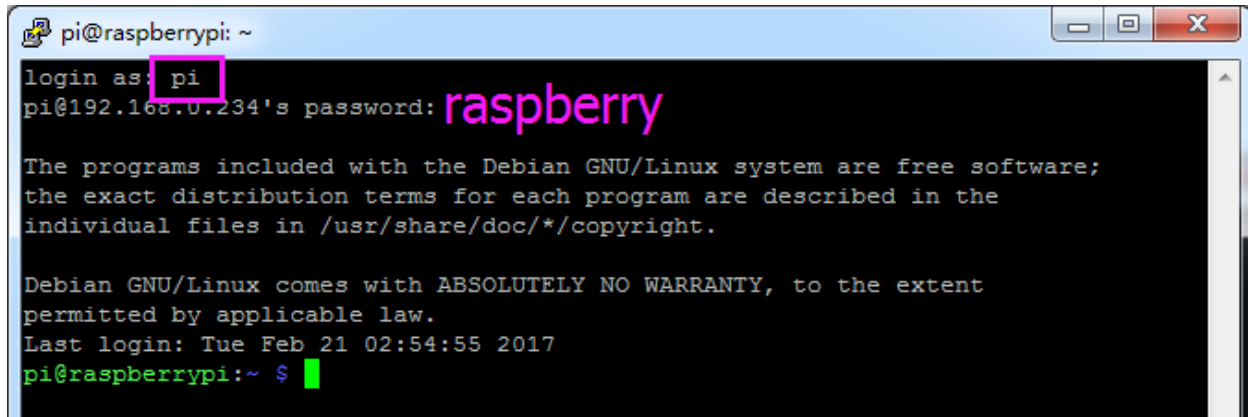 pi@raspberrypi: ~
login as: pi
pi@192.168.0.234's password: raspberry
The programs included with the Debian GNU/Linux system are free software;
the exact distribution terms for each program are described in the
individual files in /usr/share/doc/*/copyright.
Debian GNU/Linux comes with ABSOLUTELY NO WARRANTY, to the extent
permitted by applicable law.
Last login: Tue Feb 21 02:54:55 2017
pi@raspberrypi:~ $